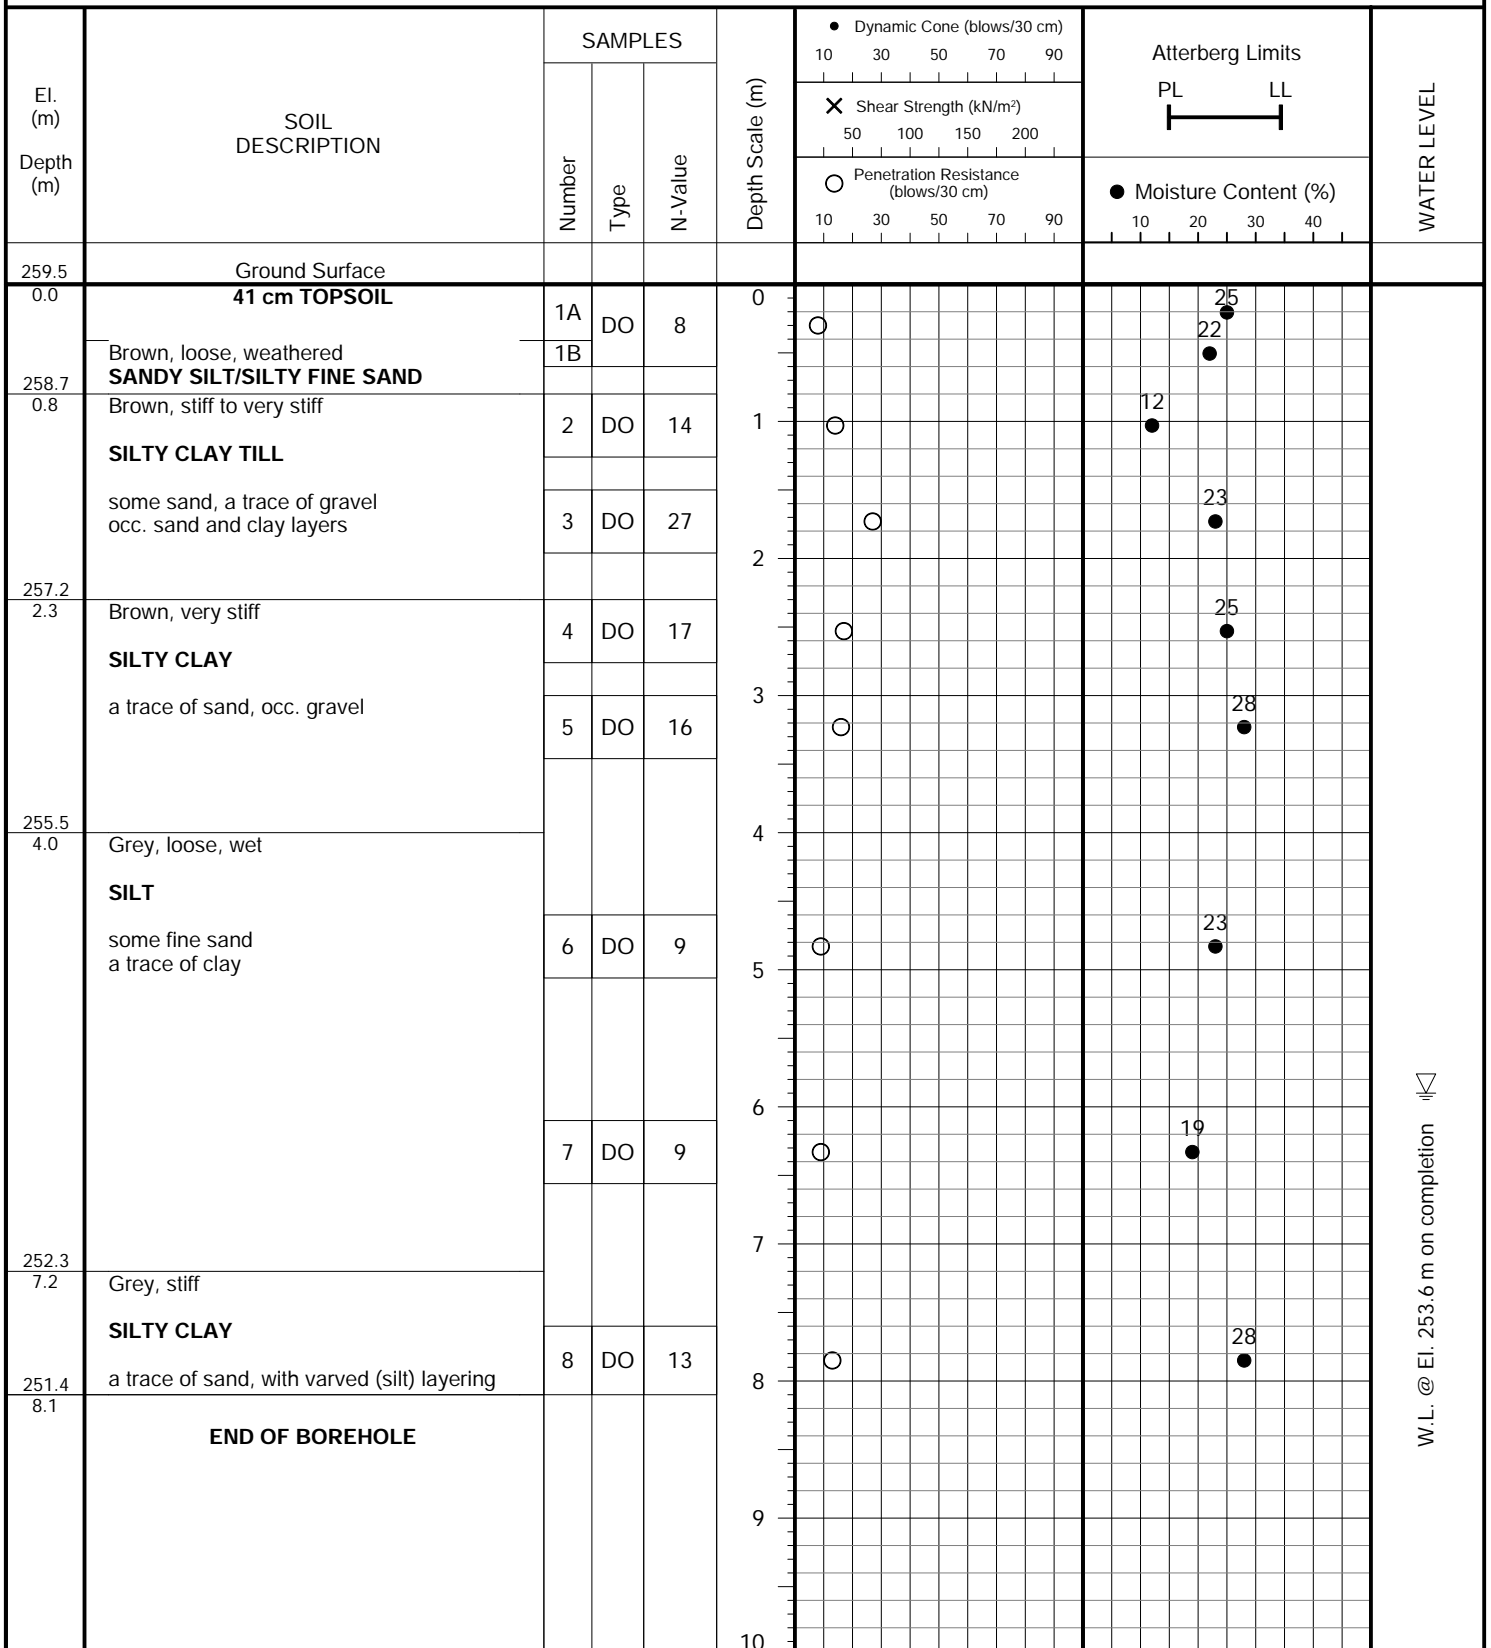 El.
(m)
Depth
(m)
SOIL
DESCRIPTION
SAMPLES
Number
Type
N-Value
Depth Scale (m)
Dynamic Cone (blows/30 cm)
10 30 50 70 90
Shear Strength (kN/m²)
50 100 150 200
Penetration Resistance
(blows/30 cm)
10 30 50 70 90
Atterberg Limits
PL LL
Moisture Content (%)
10 20 30 40
WATER LEVEL
259.5 Ground Surface
0.0 41 cm TOPSOIL
1A DO 8
0
25
22
Brown, loose, weathered
1B
SANDY SILT/SILTY FINE SAND
258.7
0.8 Brown, stiff to very stiff
12
2 DO 14
1
SILTY CLAY TILL
some sand, a trace of gravel
occ. sand and clay layers
3 DO 27
23
2
257.2
2.3 Brown, very stiff
25
4 DO 17
SILTY CLAY
3
a trace of sand, occ. gravel
28
5 DO 16
255.5
4.0 Grey, loose, wet
4
SILT
23
some fine sand
a trace of clay
6 DO 9
5
6
19
7 DO 9
7
252.3
7.2 Grey, stiff
SILTY CLAY
28
8 DO 13
a trace of sand, with varved (silt) layering
8
251.4
8.1
END OF BOREHOLE
9
10
W.L. @ El. 253.6 m on completion